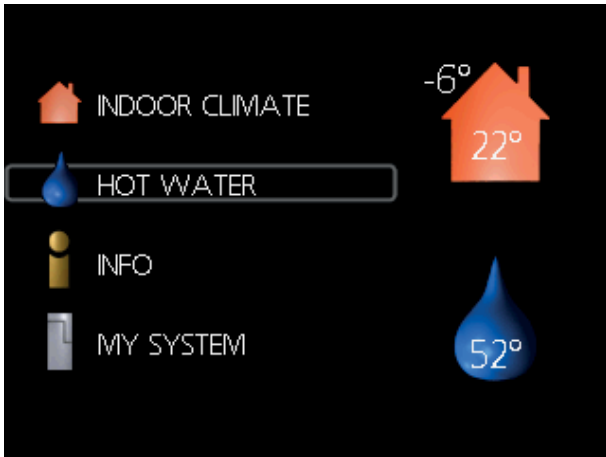 INDOOR CLIMATE
HOT WATER
INFO
MY SYSTEM
-6°
22°
52°